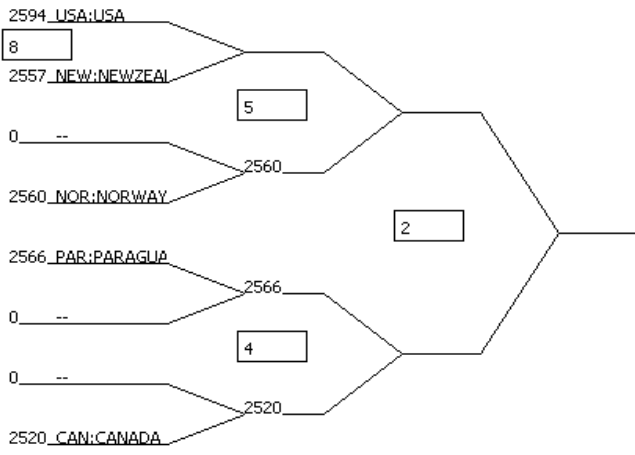 2594 USA:USA
8
2557 NEW:NEWZEAI
5
0 --
2560
2560 NOR:NORWAY
2
2566 PAR:PARAGUA
2566
0 --
4
0 --
2520
2520 CAN:CANADA